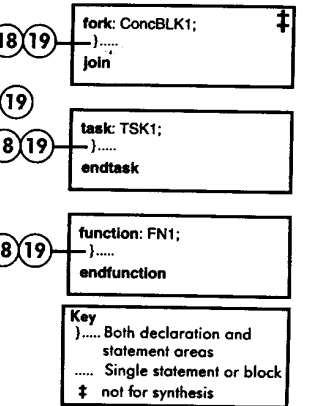 fork: ConcBLK1; ‡
18 19 }.....
join
19
task: TSK1;
8 19 }.....
endtask
function: FN1;
8 19 }.....
endfunction
Key
}..... Both declaration and
statement areas
..... Single statement or block
‡ not for synthesis